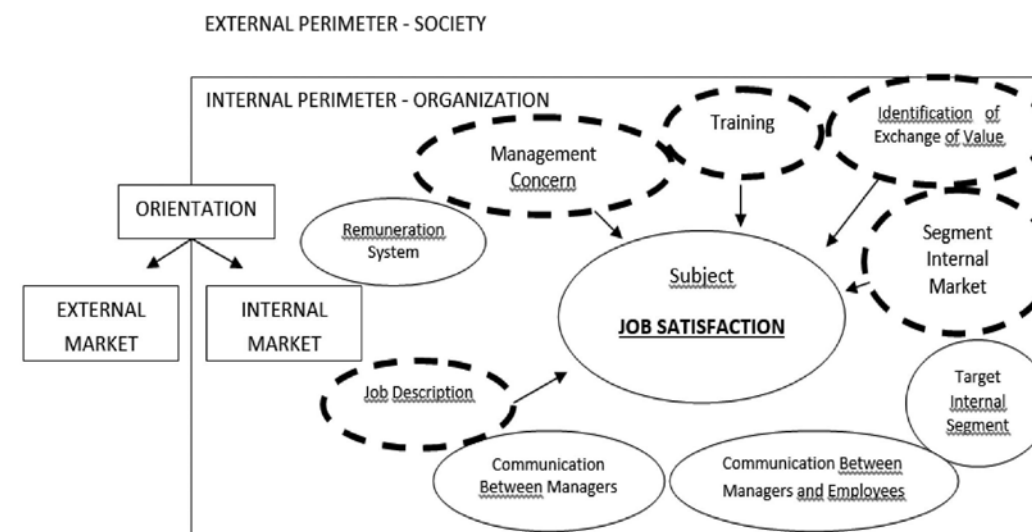 EXTERNAL PERIMETER - SOCIETY
INTERNAL PERIMETER - ORGANIZATION
Identification of
Exchange of Value
Training
Management
Concern
ORIENTATION
Remuneration
System
Segment
Internal
Market
Subject
JOB SATISFACTION
EXTERNAL
MARKET
INTERNAL
MARKET
Job Description
Target
Internal
Segment
Communication
Between Managers
Communication Between
Managers and Employees